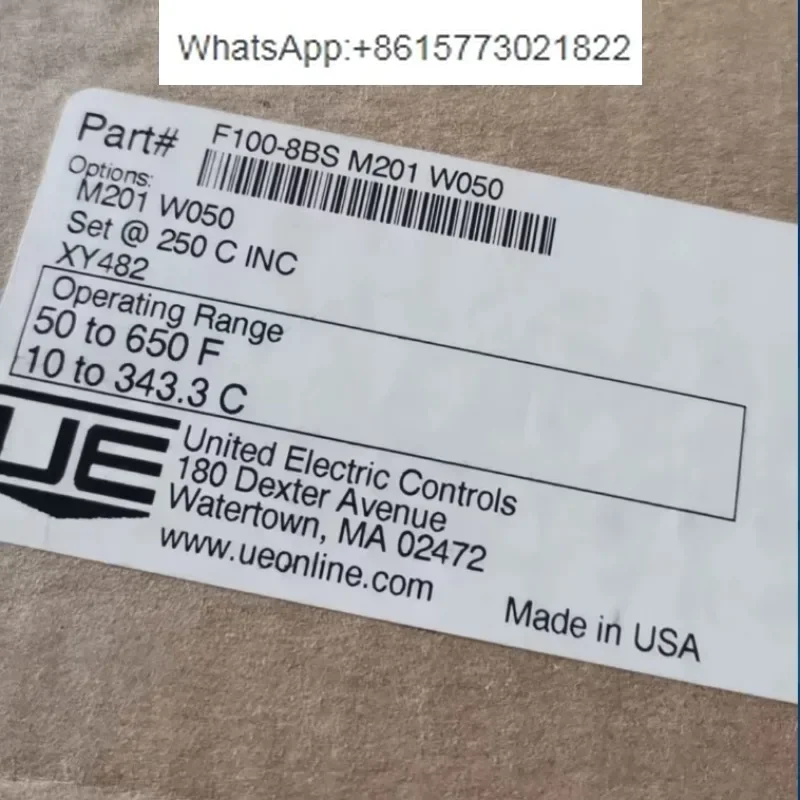 WhatsApp:+8615773021822
Part# F100-8BS M201 W050
Options:
M201 W050
Set @ 250 C INC
XY482
Operating Range
50 to 650 F
10 to 343.3 C
UE
United Electric Controls
180 Dexter Avenue
Watertown, MA 02472
www.ueonline.com
Made in USA